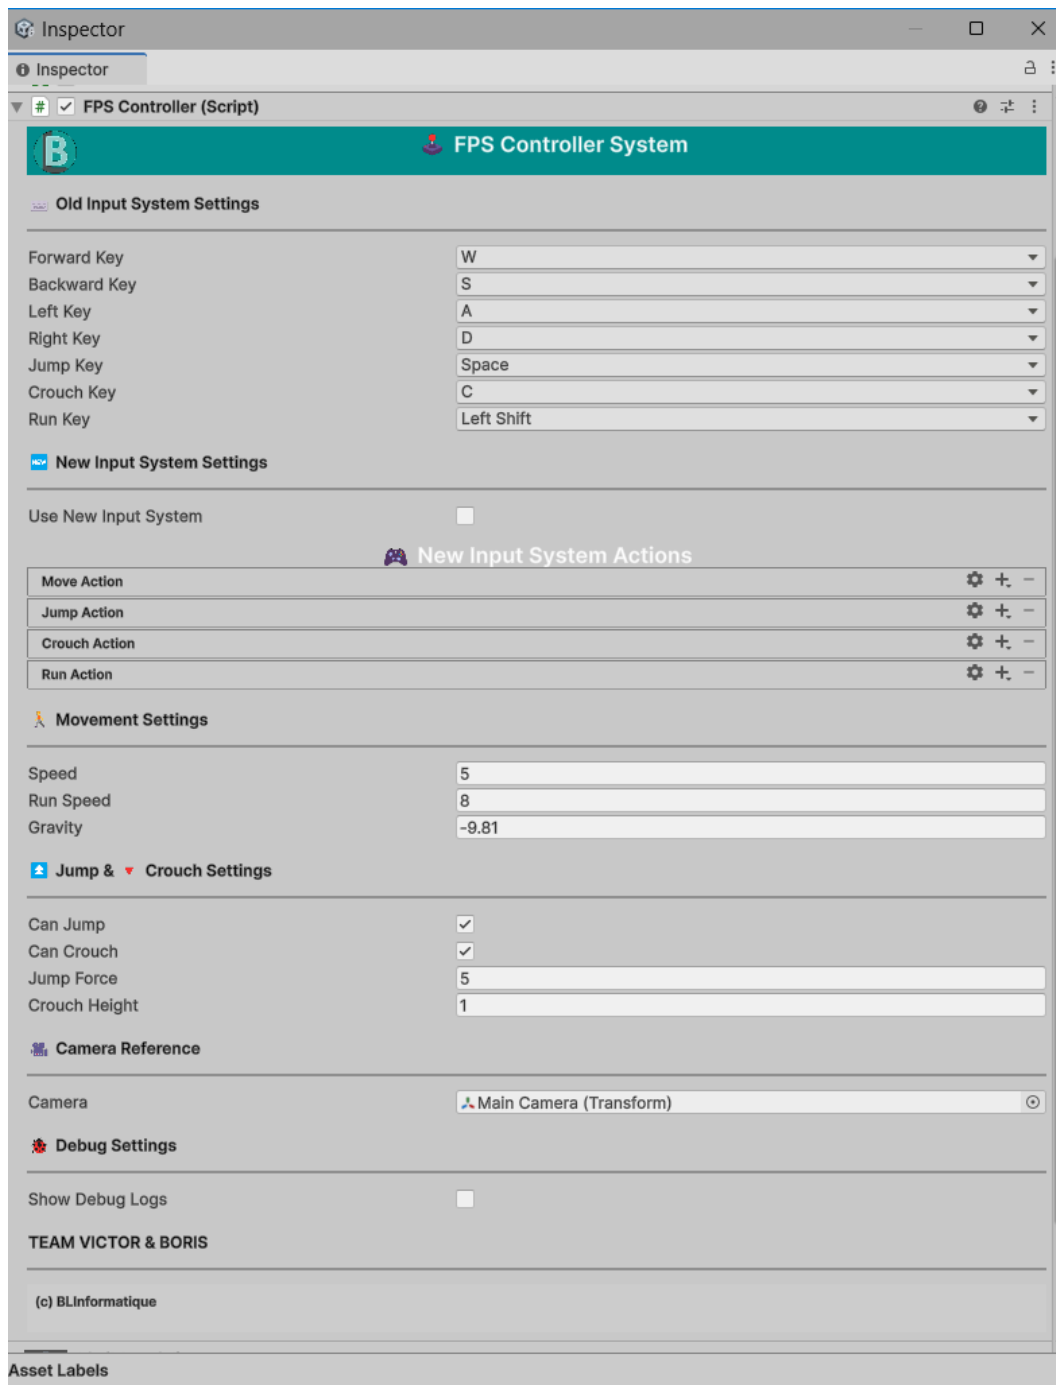 Inspector
Inspector
FPS Controller (Script)
B FPS Controller System
Old Input System Settings
Forward Key W
Backward Key S
Left Key A
Right Key D
Jump Key Space
Crouch Key C
Run Key Left Shift
NEW New Input System Settings
Use New Input System
New Input System Actions
Move Action
Jump Action
Crouch Action
Run Action
Movement Settings
Speed 5
Run Speed 8
Gravity -9.81
Jump & Crouch Settings
Can Jump
Can Crouch
Jump Force 5
Crouch Height 1
Camera Reference
Camera Main Camera (Transform)
Debug Settings
Show Debug Logs
TEAM VICTOR & BORIS
(c) BLInformatique
Asset Labels